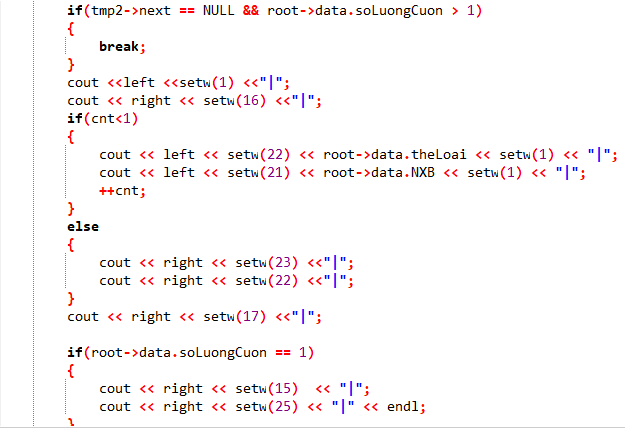 if(tmp2->next == NULL && root->data.soLuongCuon > 1)
{
break;
}
cout <<left <<setw(1) <<"|";
cout << right << setw(16) <<"|";
if(cnt<1)
{
cout << left << setw(22) << root->data.theLoai << setw(1) << "|";
cout << left << setw(21) << root->data.NXB << setw(1) << "|";
++cnt;
}
else
{
cout << right << setw(23) <<"|";
cout << right << setw(22) <<"|";
}
cout << right << setw(17) <<"|";
if(root->data.soLuongCuon == 1)
{
cout << right << setw(15)  << "|";
cout << right << setw(25) << "|" << endl;
}